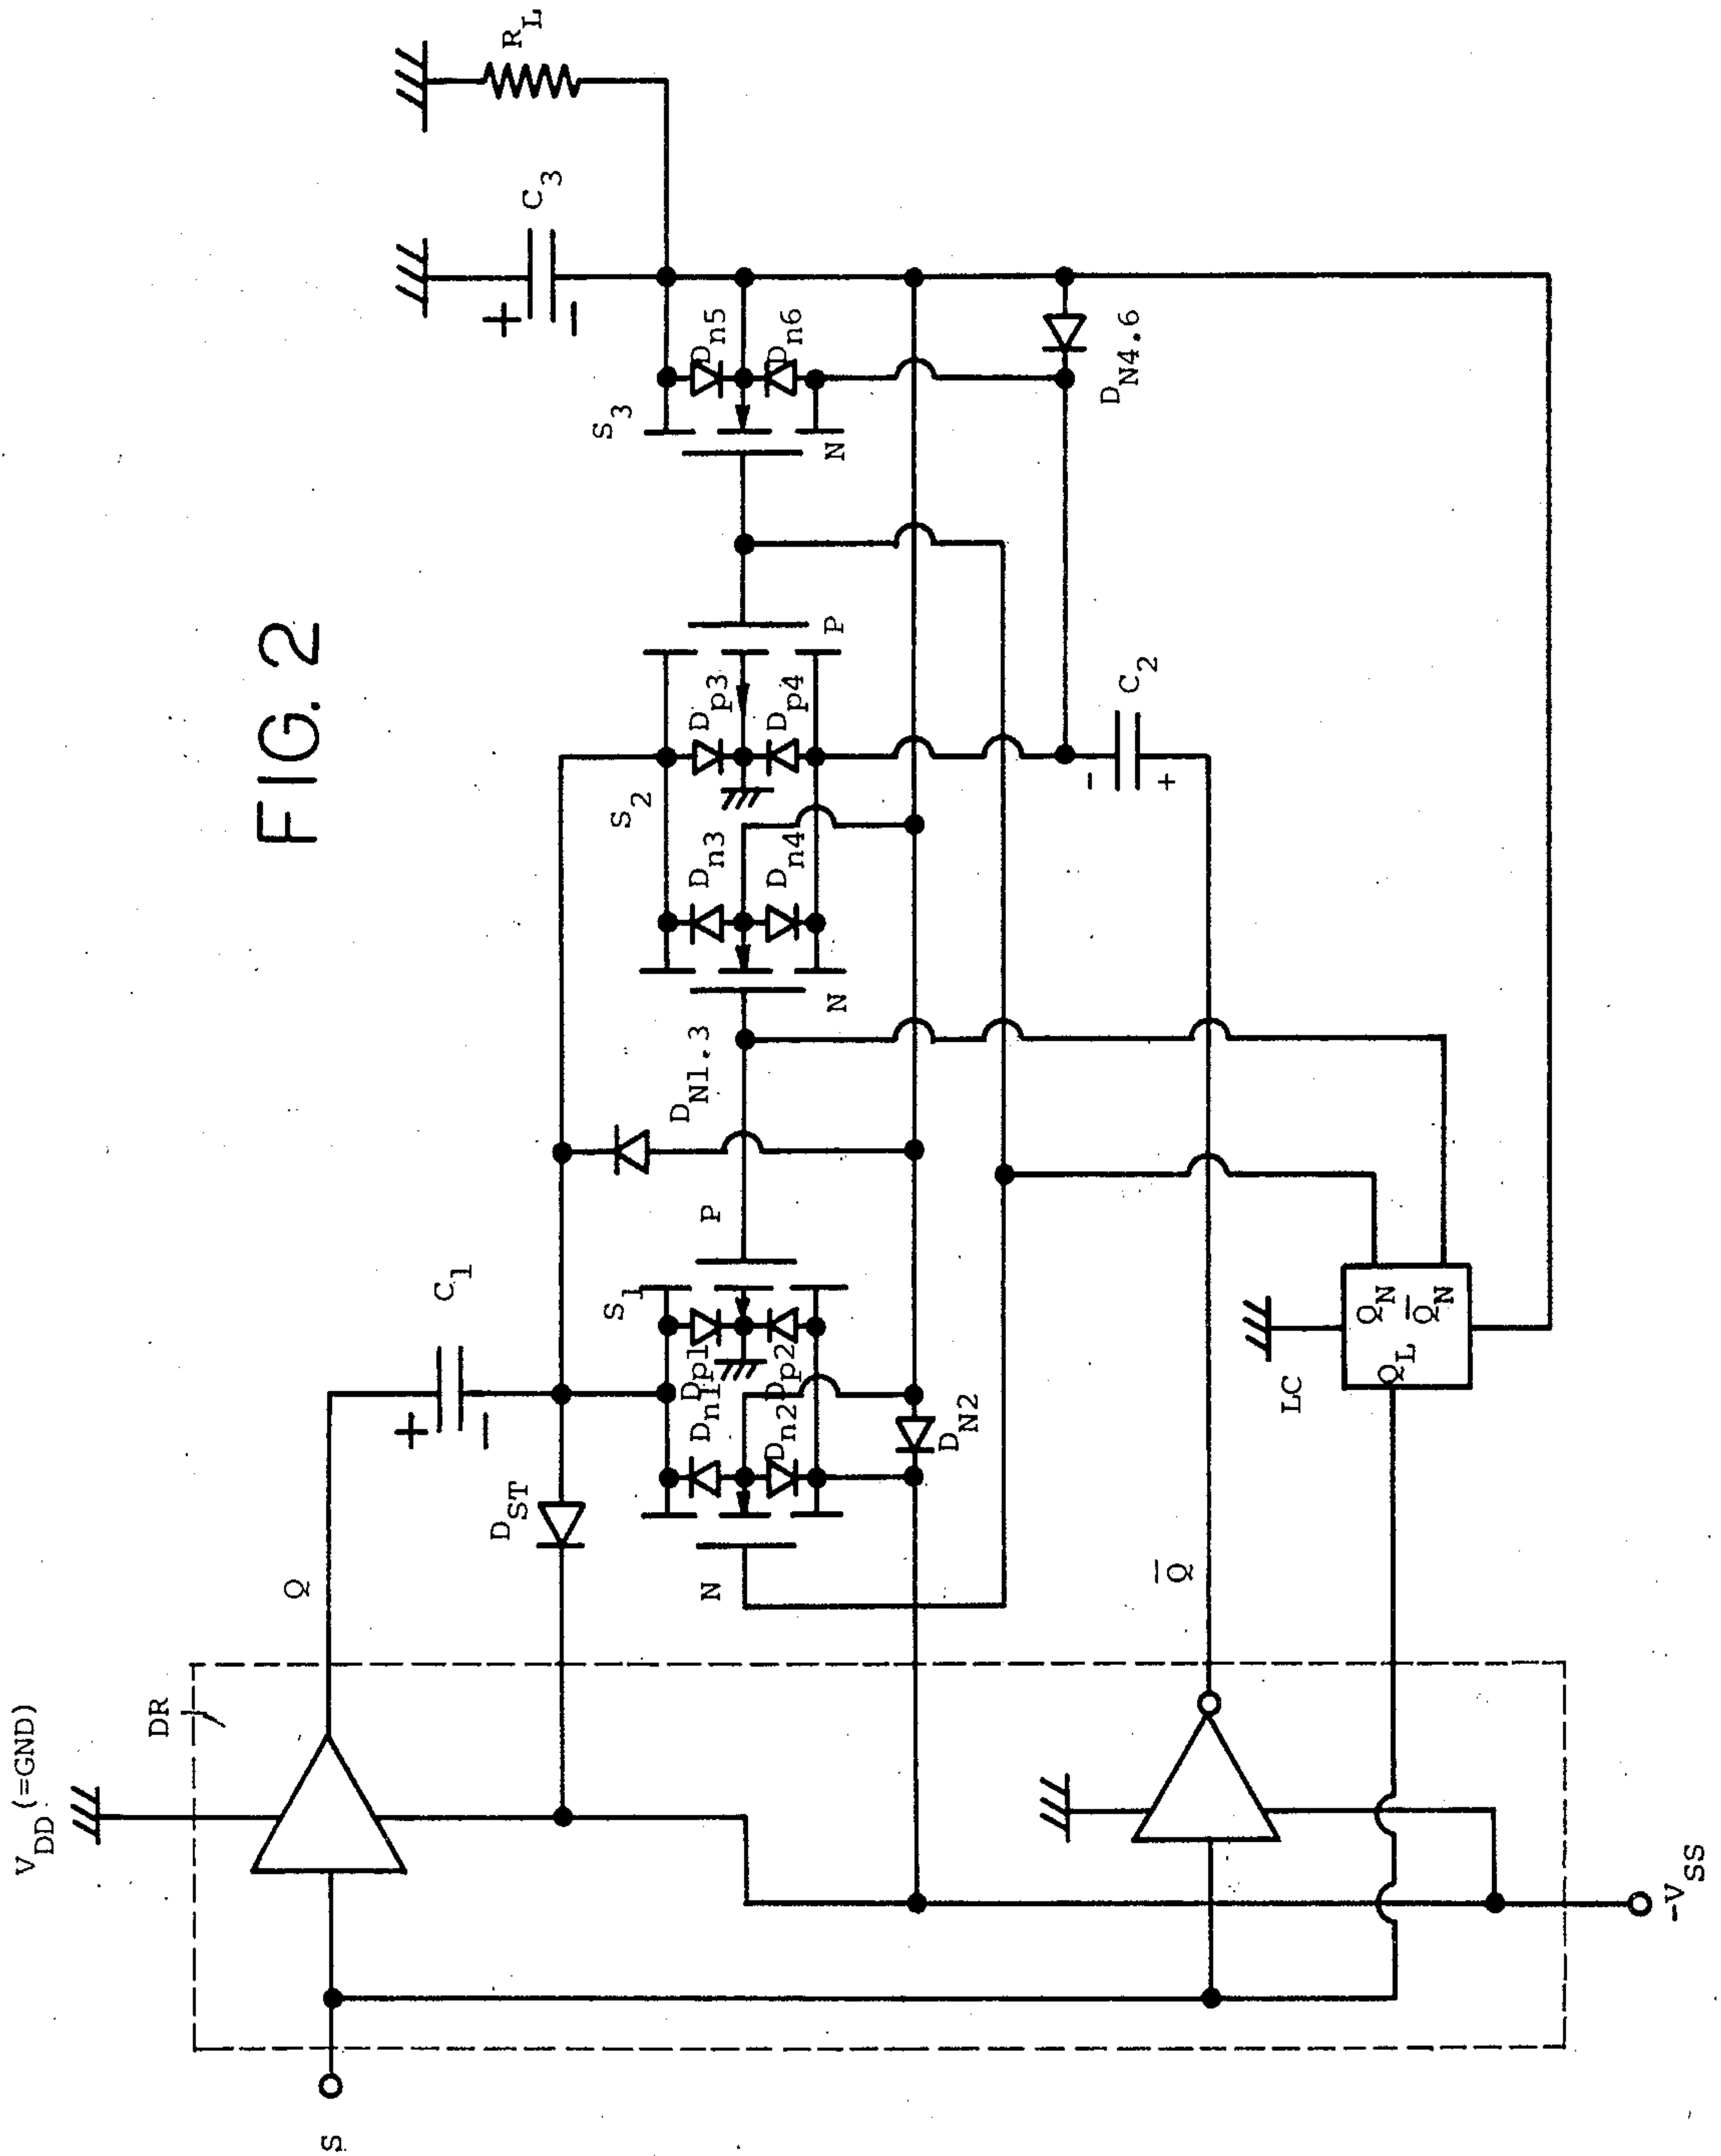 FIG. 2
V_DD (=GND)
DR
S
Q
C_1
+
-
D_ST
D_N1.3
S_1
P
N
D_p1
D_p2
D_n1
D_n2
D_N2
S_2
P
N
D_p3
D_p4
D_n3
D_n4
S_3
N
D_n5
D_n6
D_N4.6
C_3
+
-
R_L
C_2
-
+
Q̅
LC
Q_N
Q̅_N
Q_L
-V_SS